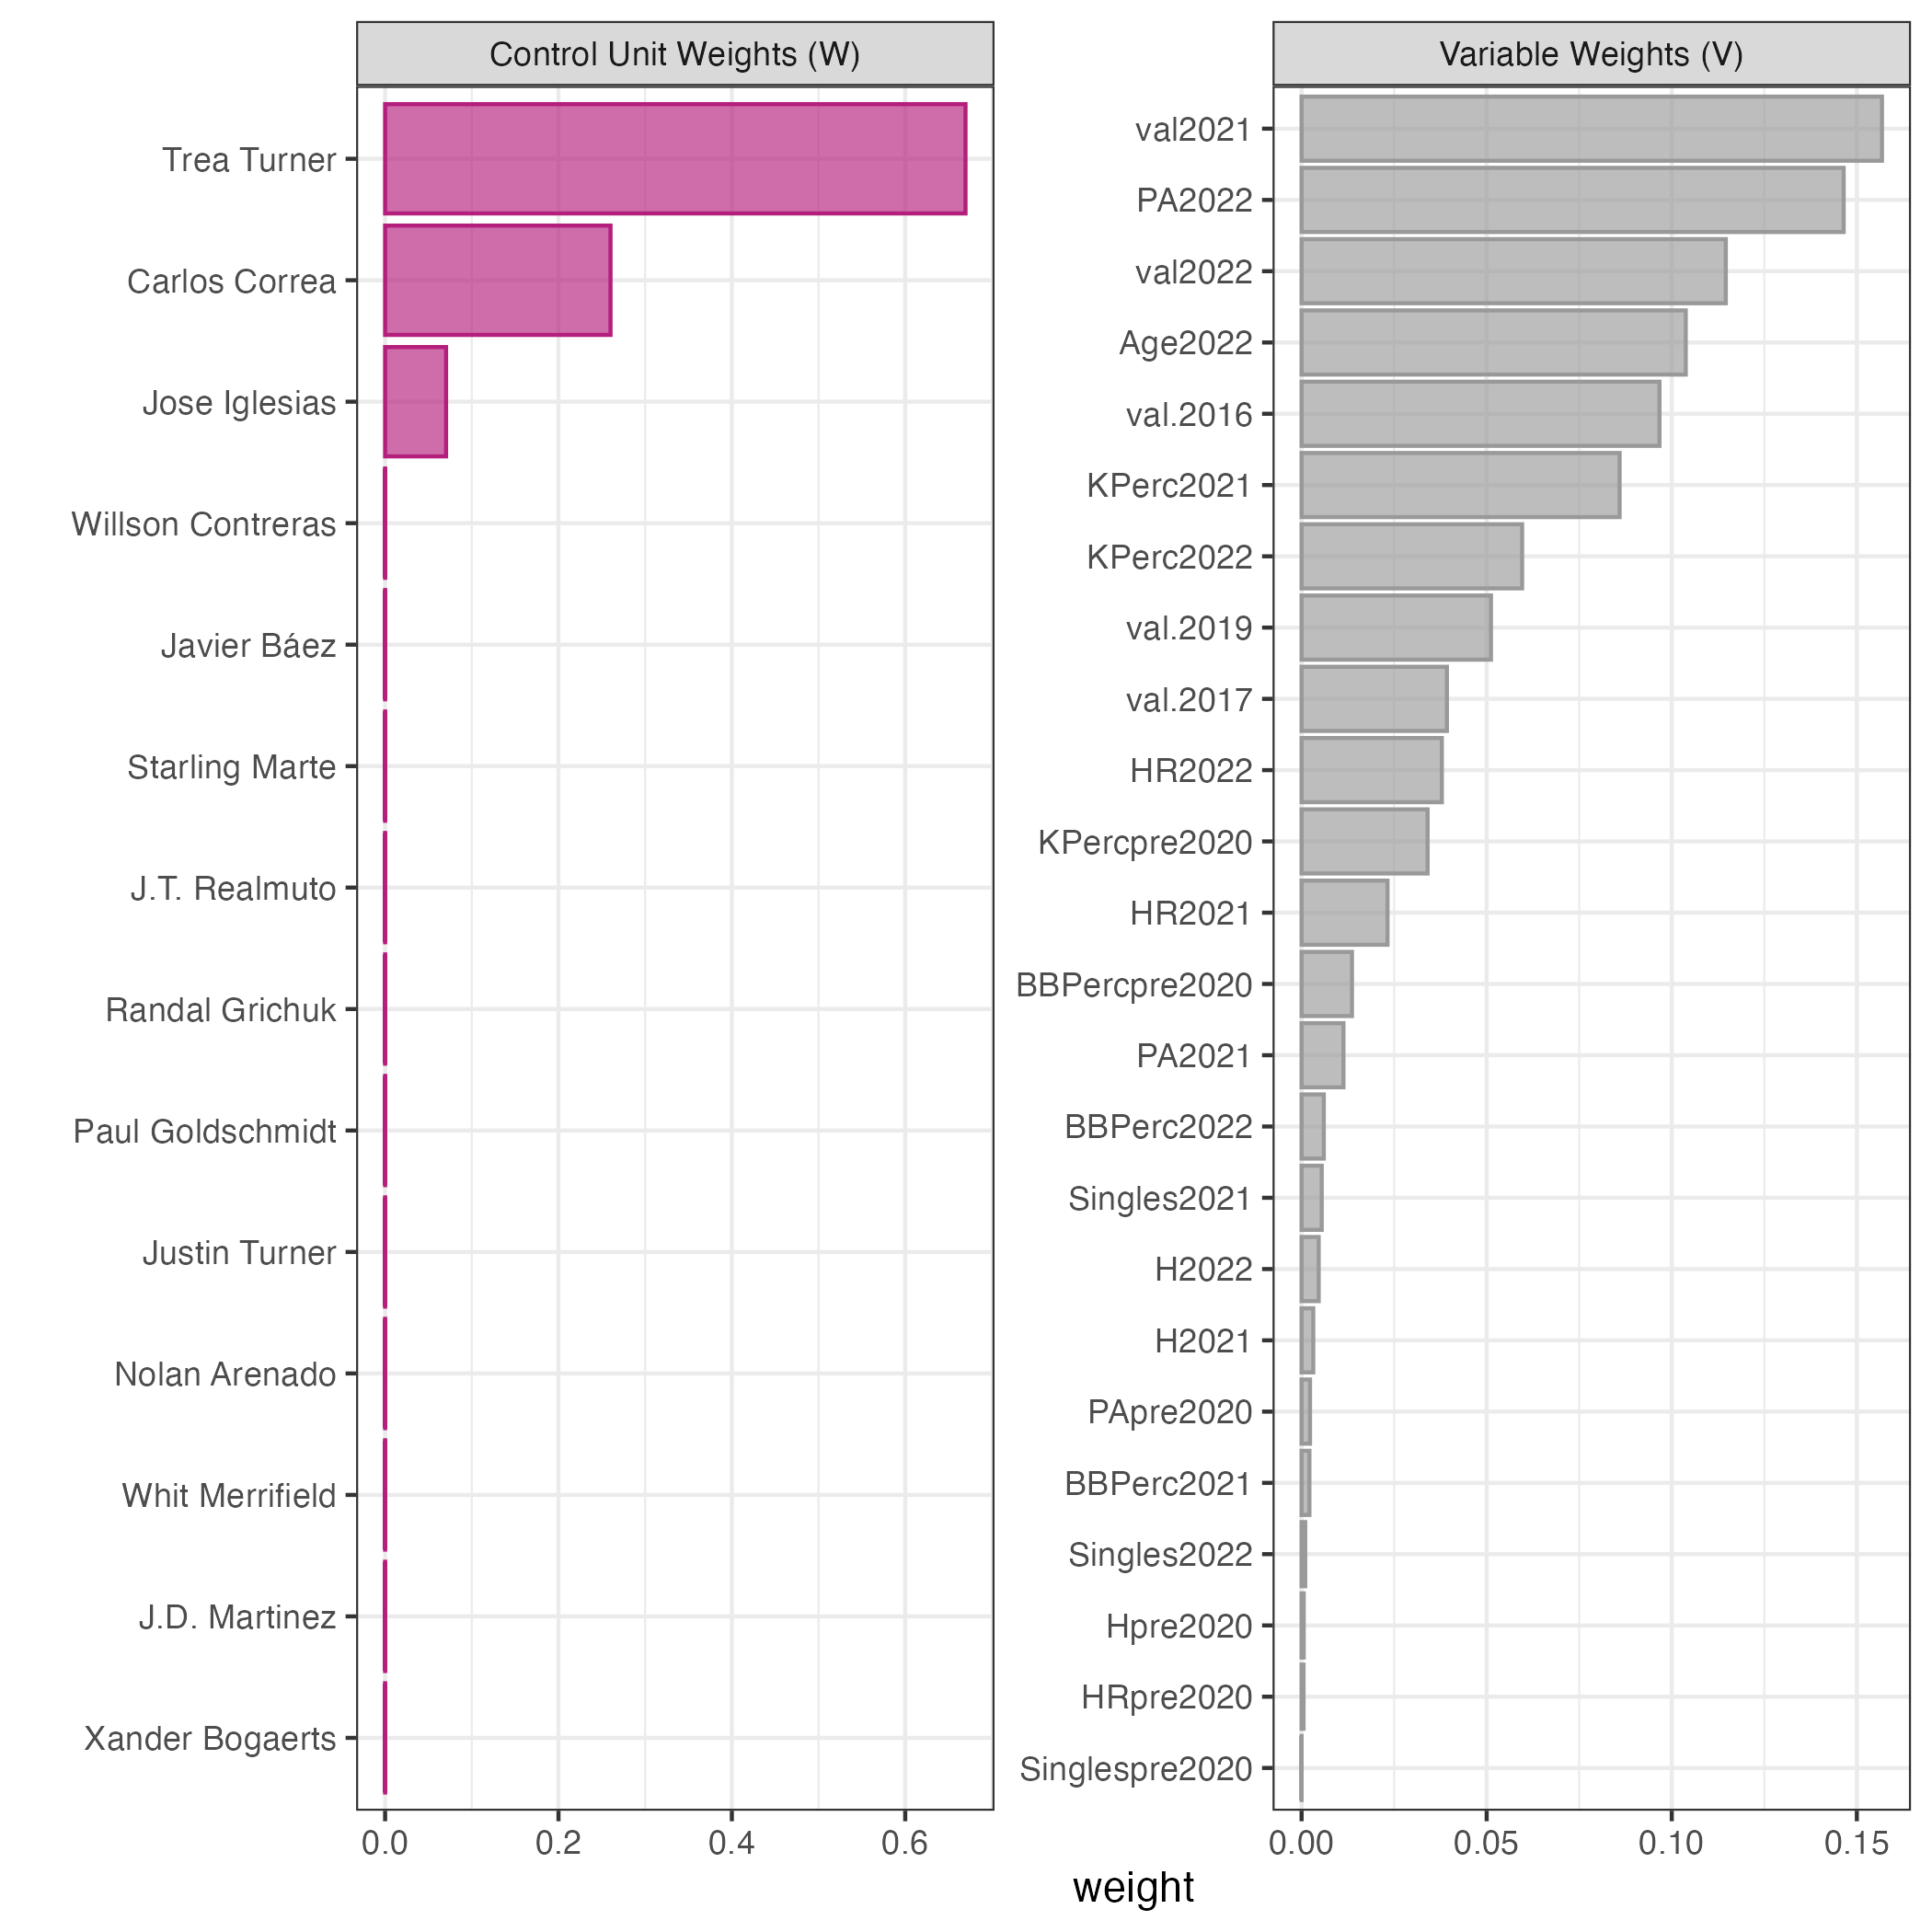 Control Unit Weights (W)
Trea Turner
Carlos Correa
Jose Iglesias
Willson Contreras
Javier Báez
Starling Marte
J.T. Realmuto
Randal Grichuk
Paul Goldschmidt
Justin Turner
Nolan Arenado
Whit Merrifield
J.D. Martinez
Xander Bogaerts
0.0 0.2 0.4 0.6
Variable Weights (V)
val2021
PA2022
val2022
Age2022
val.2016
KPerc2021
KPerc2022
val.2019
val.2017
HR2022
KPercpre2020
HR2021
BBPercpre2020
PA2021
BBPerc2022
Singles2021
H2022
H2021
PApre2020
BBPerc2021
Singles2022
Hpre2020
HRpre2020
Singlespre2020
0.00 0.05 0.10 0.15
weight